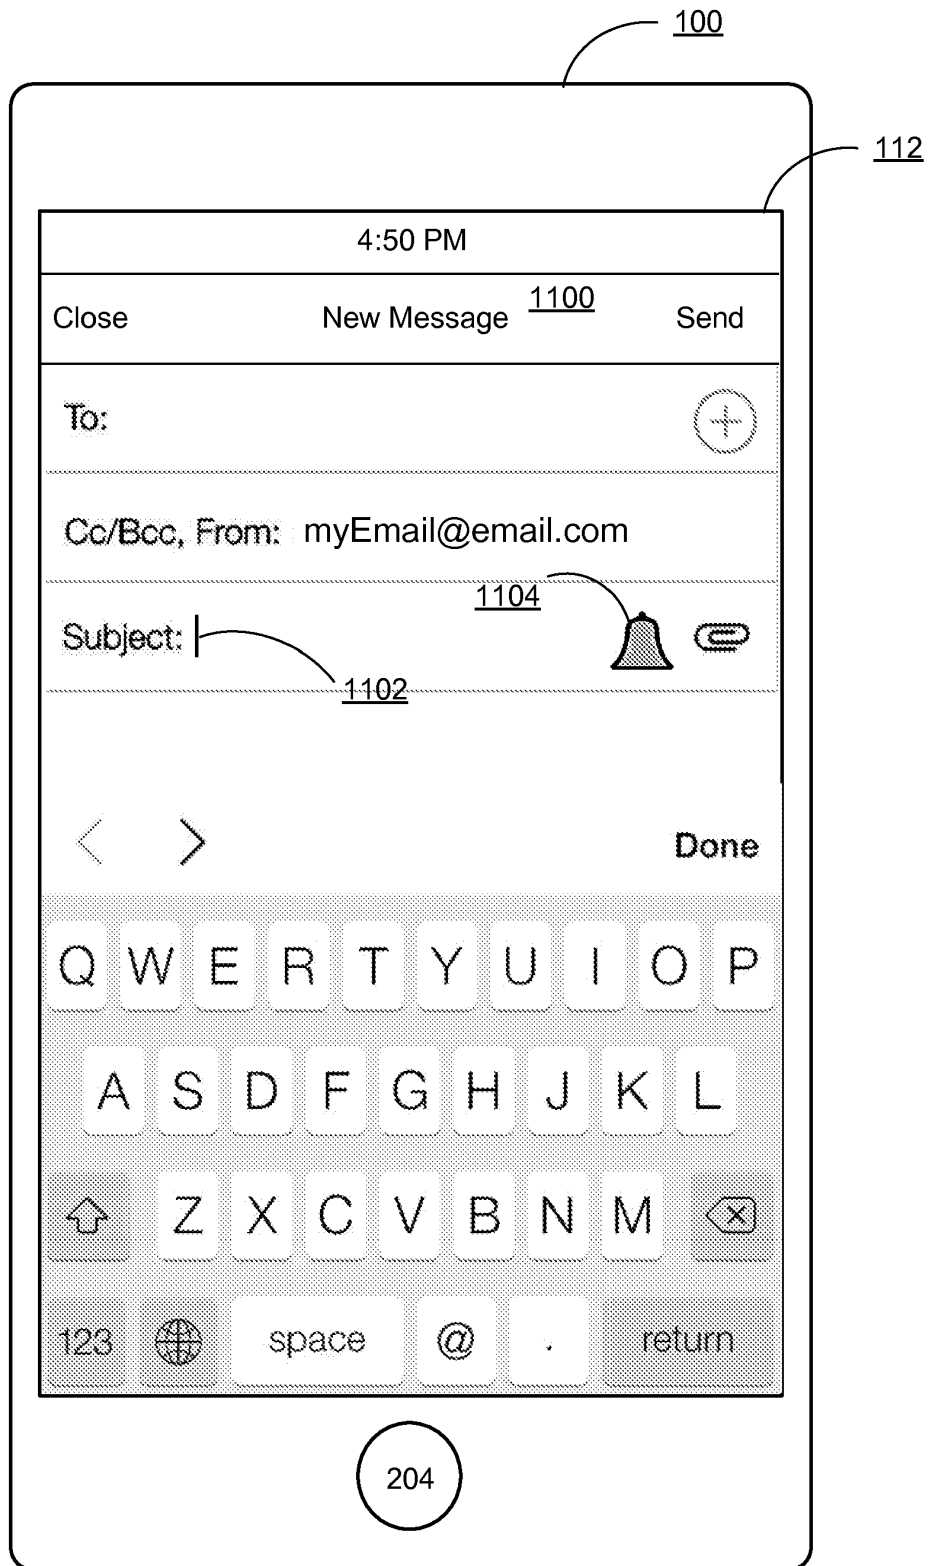 100
112
4:50 PM
Close New Message 1100 Send
To:
Cc/Bcc, From: myEmail@email.com
1104
Subject:
1102
Done
Q W E R T Y U I O P
A S D F G H J K L
Z X C V B N M
123 space @ . return
204